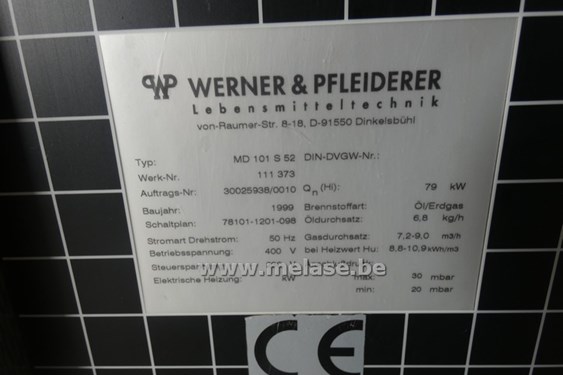 WP WERNER & PFLEIDERER
Lebensmitteltechnik
von-Raumer-Str. 8-18, D-91550 Dinkelsbühl
Typ: MD 101 S 52 DIN-DVGW-Nr.:
Werk-Nr. 111 373
Auftrags-Nr: 30025938/0010 Qn (Hi): 79 kW
Baujahr: 1999 Brennstoffart: Öl/Erdgas
Schaltplan: 78101-1201-098 Öldurchsatz: 6,8 kg/h
Stromart Drehstrom: 50 Hz Gasdurchsatz: 7,2-9,0 m3/h
Betriebsspannung: 400 V bei Heizwert Hu: 8,8-10,9 kWh/m3
www.melase.be
Elektrische Heizung: kW max: 30 mbar
min: 20 mbar
CE